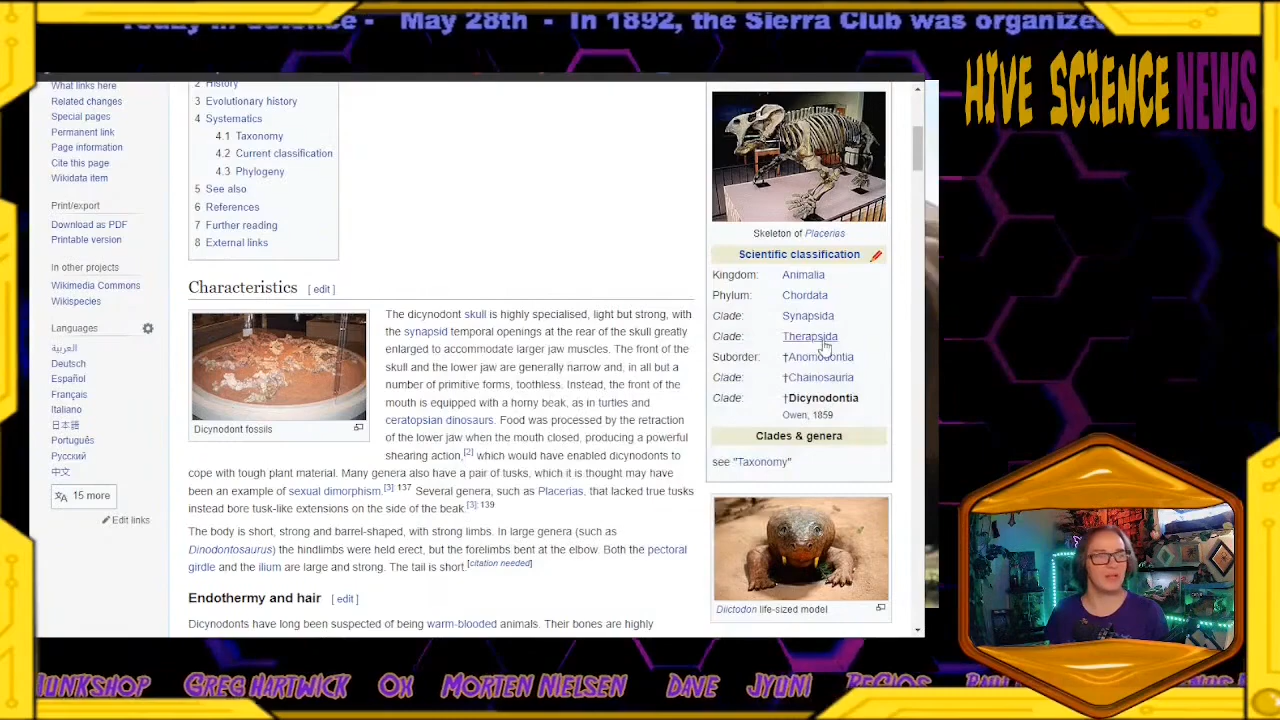 Today in Science - May 28th - In 1892, the Sierra Club was organize
HIVE SCIENCE NEWS
What links here
Related changes
Special pages
Permanent link
Page information
Cite this page
Wikidata item
Print/export
Download as PDF
Printable version
In other projects
Wikimedia Commons
Wikispecies
Languages
العربية
Deutsch
Español
Français
Italiano
日本語
Português
Русский
中文
15 more
Edit links
2 History
3 Evolutionary history
4 Systematics
4.1 Taxonomy
4.2 Current classification
4.3 Phylogeny
5 See also
6 References
7 Further reading
8 External links
Characteristics [ edit ]
Dicynodont fossils
The dicynodont skull is highly specialised, light but strong, with
the synapsid temporal openings at the rear of the skull greatly
enlarged to accommodate larger jaw muscles. The front of the
skull and the lower jaw are generally narrow and, in all but a
number of primitive forms, toothless. Instead, the front of the
mouth is equipped with a horny beak, as in turtles and
ceratopsian dinosaurs. Food was processed by the retraction
of the lower jaw when the mouth closed, producing a powerful
shearing action,[2] which would have enabled dicynodonts to
cope with tough plant material. Many genera also have a pair of tusks, which it is thought may have
been an example of sexual dimorphism.[3]:137 Several genera, such as Placerias, that lacked true tusks
instead bore tusk-like extensions on the side of the beak.[3]:139
The body is short, strong and barrel-shaped, with strong limbs. In large genera (such as
Dinodontosaurus) the hindlimbs were held erect, but the forelimbs bent at the elbow. Both the pectoral
girdle and the ilium are large and strong. The tail is short.[citation needed]
Endothermy and hair [ edit ]
Dicynodonts have long been suspected of being warm-blooded animals. Their bones are highly
Skeleton of Placerias
Scientific classification
Kingdom: Animalia
Phylum: Chordata
Clade: Synapsida
Clade: Therapsida
Suborder: †Anomodontia
Clade: †Chainosauria
Clade: †Dicynodontia
Owen, 1859
Clades & genera
see "Taxonomy"
Diictodon life-sized model
JUNKSHOP GREG HARTWICK OX MORTEN NIELSEN DAVE JYONI